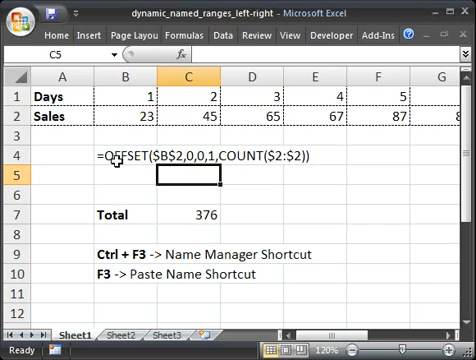 dynamic_named_ranges_left-right - Microsoft Excel
Home Insert Page Layout Formulas Data Review View Developer Add-Ins
C5 fx
A B C D E F G
1 Days 1 2 3 4 5
2 Sales 23 45 65 67 87
3
4 =OFFSET($B$2,0,0,1,COUNT($2:$2))
5
6
7 Total 376
8
9 Ctrl + F3 -> Name Manager Shortcut
10 F3 -> Paste Name Shortcut
11
12
Sheet1 Sheet2 Sheet3
Ready 120%